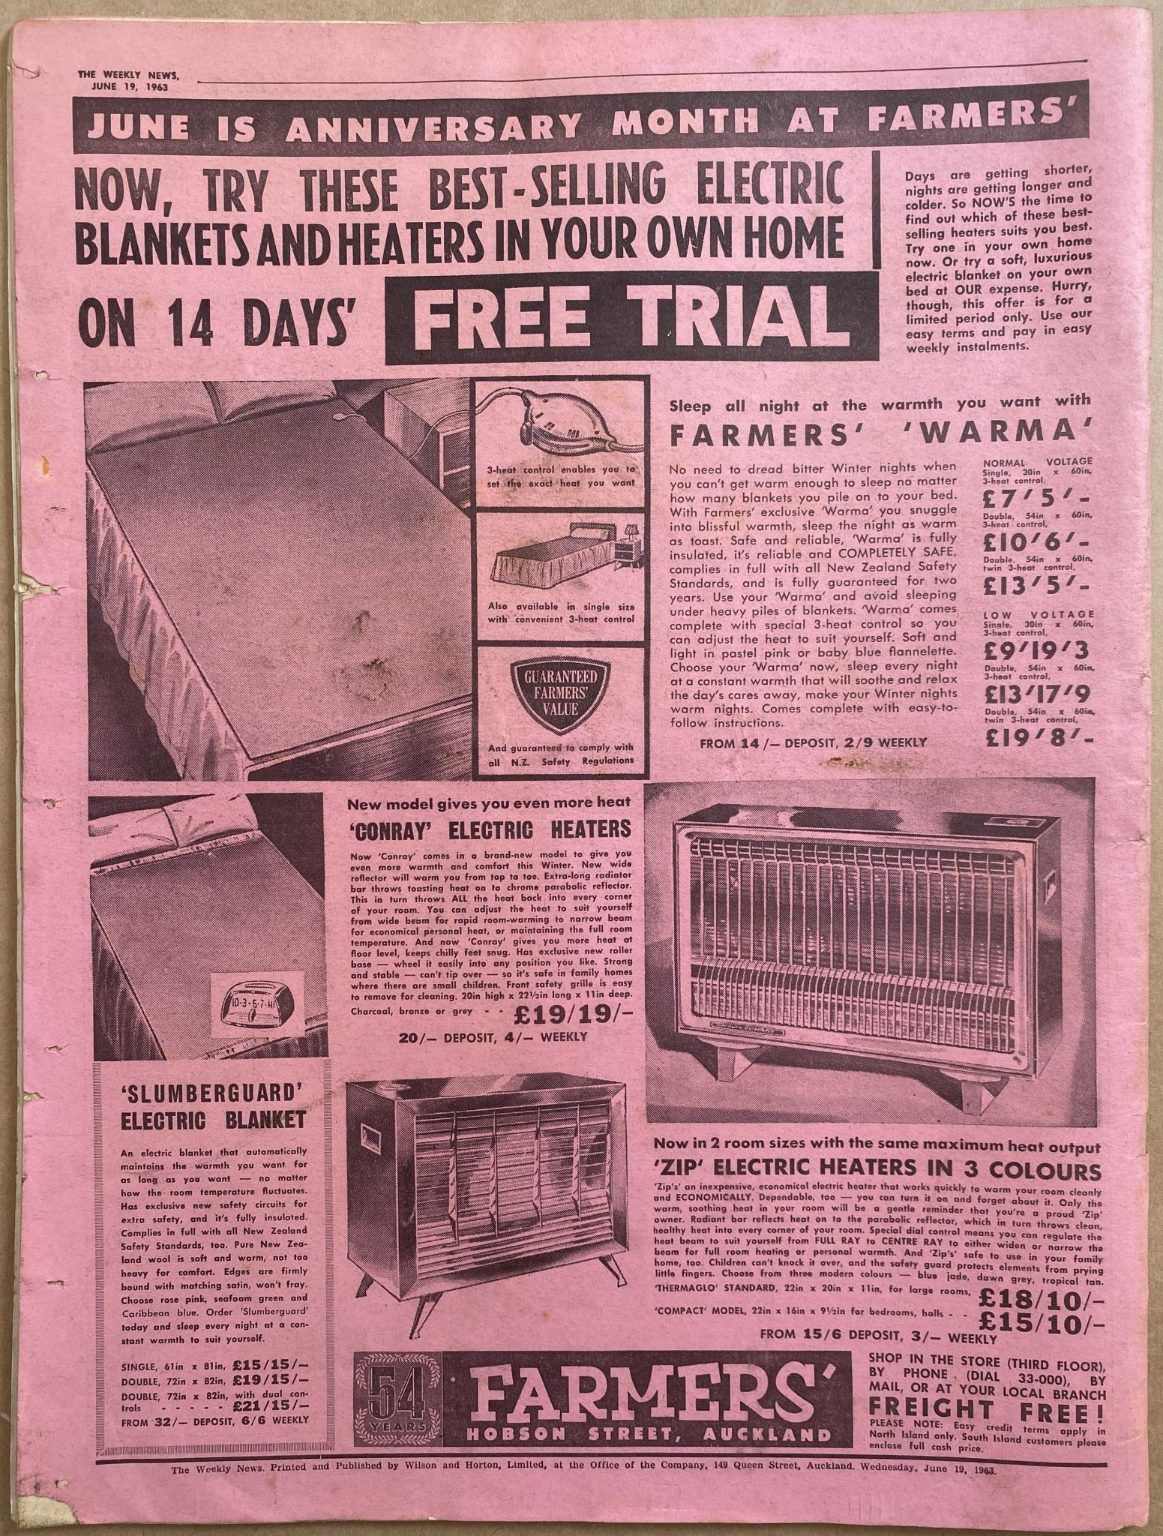 THE WEEKLY NEWS,
JUNE 19, 1963
JUNE IS ANNIVERSARY MONTH AT FARMERS'
NOW, TRY THESE BEST-SELLING ELECTRIC
BLANKETS AND HEATERS IN YOUR OWN HOME
ON 14 DAYS' FREE TRIAL
Days are getting shorter,
nights are getting longer and
colder. So NOW'S the time to
find out which of these best-
selling heaters suits you best.
Try one in your own home
now. Or try a soft, luxurious
electric blanket on your own
bed at OUR expense. Hurry,
though, this offer is for a
limited period only. Use our
easy terms and pay in easy
weekly instalments.
3-heat control enables you to
set the exact heat you want
Also available in single size
with convenient 3-heat control
GUARANTEED
FARMERS'
VALUE
And guaranteed to comply with
all N.Z. Safety Regulations
Sleep all night at the warmth you want with
FARMERS' 'WARMA'
No need to dread bitter Winter nights when
you can't get warm enough to sleep no matter
how many blankets you pile on to your bed.
With Farmers' exclusive 'Warma' you snuggle
into blissful warmth, sleep the night as warm
as toast. Safe and reliable, 'Warma' is fully
insulated, it's reliable and COMPLETELY SAFE,
complies in full with all New Zealand Safety
Standards, and is fully guaranteed for two
years. Use your 'Warma' and avoid sleeping
under heavy piles of blankets. 'Warma' comes
complete with special 3-heat control so you
can adjust the heat to suit yourself. Soft and
light in pastel pink or baby blue flannelette.
Choose your 'Warma' now, sleep every night
at a constant warmth that will soothe and relax
the day's cares away, make your Winter nights
warm nights. Comes complete with easy-to-
follow instructions.
FROM 14/— DEPOSIT, 2/9 WEEKLY
NORMAL VOLTAGE
Single, 30in x 60in,
3-heat control,
£7'5'-
Double, 54in x 60in,
3-heat control,
£10'6'-
Double, 54in x 60in,
twin 3-heat control,
£13'5'-
LOW VOLTAGE
Single, 30in x 60in,
3-heat control,
£9'19'3
Double, 54in x 60in,
3-heat control,
£13'17'9
Double, 54in x 60in,
twin 3-heat control,
£19'8'-
New model gives you even more heat
'CONRAY' ELECTRIC HEATERS
Now 'Conray' comes in a brand-new model to give you
even more warmth and comfort this Winter. New wide
reflector will warm you from top to toe. Extra-long radiator
bar throws toasting heat on to chrome parabolic reflector.
This in turn throws ALL the heat back into every corner
of your room. You can adjust the heat to suit yourself
from wide beam for rapid room-warming to narrow beam
for economical personal heat, or maintaining the full room
temperature. And now 'Conray' gives you more heat at
floor level, keeps chilly feet snug. Has exclusive new roller
base — wheel it easily into any position you like. Strong
and stable — can't tip over — so it's safe in family homes
where there are small children. Front safety grille is easy
to remove for cleaning. 20in high x 22½in long x 11in deep.
Charcoal, bronze or grey - - £19/19/-
20/— DEPOSIT, 4/— WEEKLY
'SLUMBERGUARD'
ELECTRIC BLANKET
An electric blanket that automatically
maintains the warmth you want for
as long as you want — no matter
how the room temperature fluctuates.
Has exclusive new safety circuits for
extra safety, and it's fully insulated.
Complies in full with all New Zealand
Safety Standards, too. Pure New Zea-
land wool is soft and warm, not too
heavy for comfort. Edges are firmly
bound with matching satin, won't fray.
Choose rose pink, seafoam green and
Caribbean blue. Order 'Slumberguard'
today and sleep every night at a con-
stant warmth to suit yourself.
SINGLE, 61in x 81in, £15/15/—
DOUBLE, 72in x 82in, £19/15/—
DOUBLE, 72in x 82in, with dual con-
trols - - - - - £21/15/—
FROM 32/— DEPOSIT, 6/6 WEEKLY
Now in 2 room sizes with the same maximum heat output
'ZIP' ELECTRIC HEATERS IN 3 COLOURS
'Zip's' an inexpensive, economical electric heater that works quickly to warm your room cleanly
and ECONOMICALLY. Dependable, too — you can turn it on and forget about it. Only the
warm, soothing heat in your room will be a gentle reminder that you're a proud 'Zip'
owner. Radiant bar reflects heat on to the parabolic reflector, which in turn throws clean,
healthy heat into every corner of your room. Special dial control means you can regulate the
heat beam to suit yourself from FULL RAY to CENTRE RAY to either widen or narrow the
beam for full room heating or personal warmth. And 'Zip's' safe to use in your family
home, too. Children can't knock it over, and the safety guard protects elements from prying
little fingers. Choose from three modern colours — blue jade, dawn grey, tropical tan.
'THERMAGLO' STANDARD, 22in x 20in x 11in, for large rooms, £18/10/-
'COMPACT' MODEL, 22in x 16in x 9½in for bedrooms, halls - - £15/10/-
FROM 15/6 DEPOSIT, 3/— WEEKLY
54
YEARS
FARMERS'
HOBSON STREET, AUCKLAND
SHOP IN THE STORE (THIRD FLOOR),
BY PHONE (DIAL 33-000), BY
MAIL, OR AT YOUR LOCAL BRANCH
FREIGHT FREE!
PLEASE NOTE: Easy credit terms apply in
North Island only. South Island customers please
enclose full cash price.
The Weekly News. Printed and Published by Wilson and Horton, Limited, at the Office of the Company, 149 Queen Street, Auckland. Wednesday, June 19, 1963.